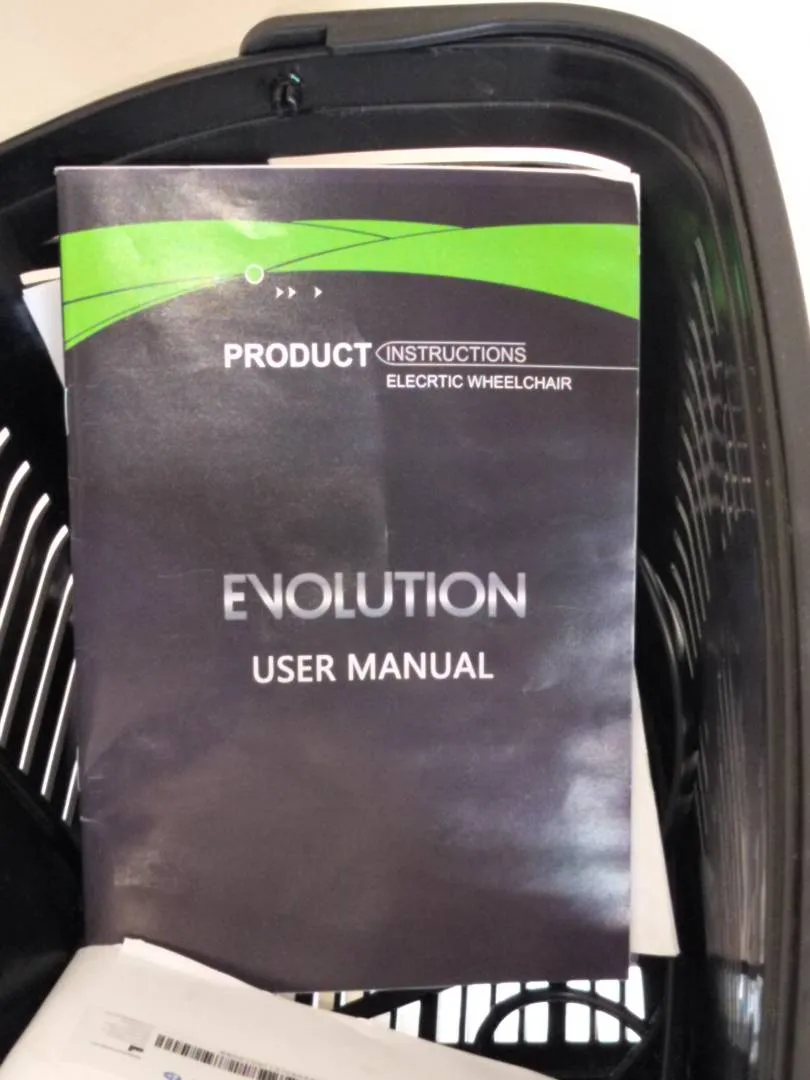 PRODUCT INSTRUCTIONS
ELECRTIC WHEELCHAIR
EVOLUTION
USER MANUAL